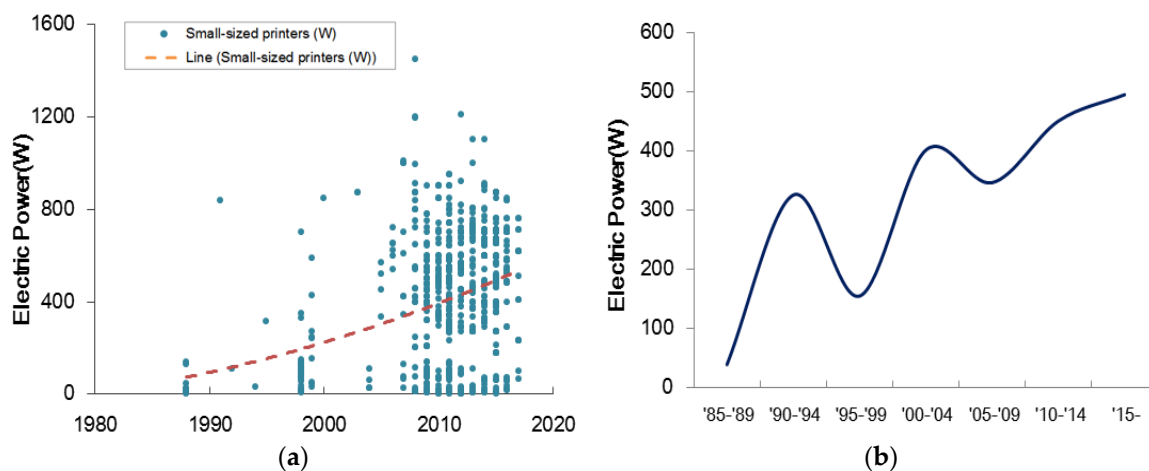 Small-sized printers (W)
Line (Small-sized printers (W))
Electric Power(W)
1600
1200
800
400
0
1980 1990 2000 2010 2020
(a)
Electric Power(W)
600
500
400
300
200
100
0
'85-'89 '90-'94 '95-'99 '00-'04 '05-'09 '10-'14 '15-
(b)